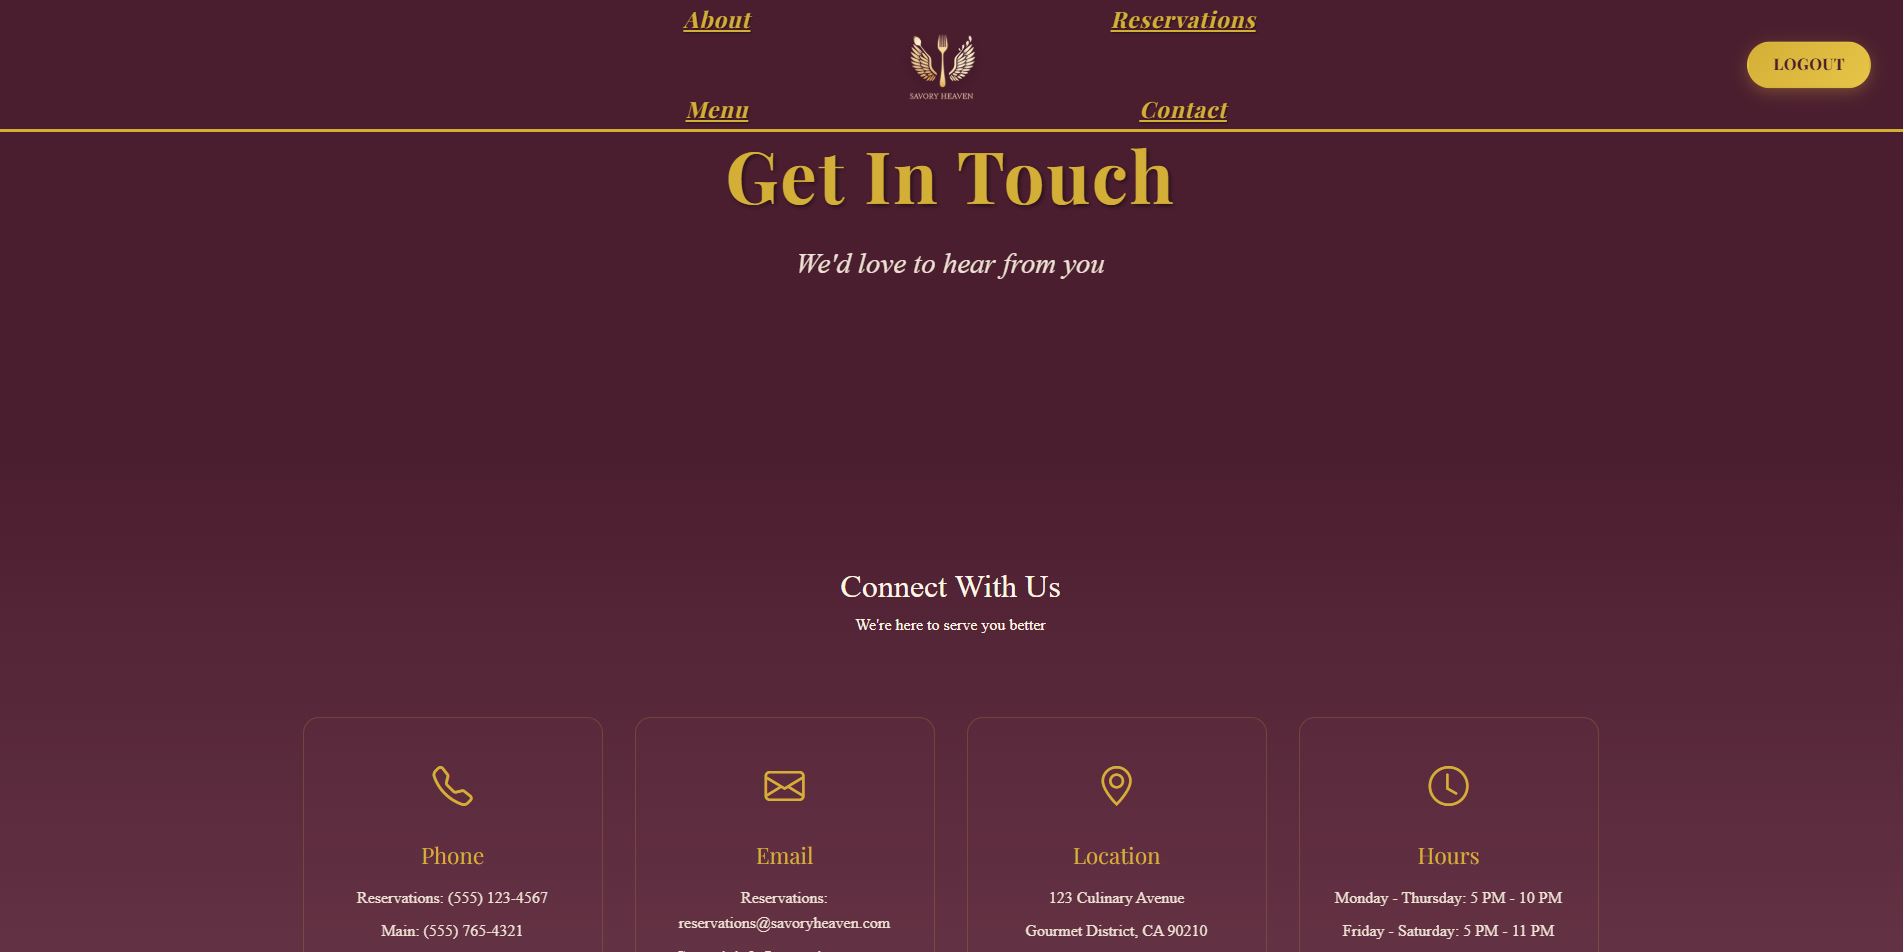 About
Reservations
SAVORY HEAVEN
LOGOUT
Menu
Contact
Get In Touch
We'd love to hear from you
Connect With Us
We're here to serve you better
Phone
Reservations: (555) 123-4567
Main: (555) 765-4321
Email
Reservations:
reservations@savoryheaven.com
Location
123 Culinary Avenue
Gourmet District, CA 90210
Hours
Monday - Thursday: 5 PM - 10 PM
Friday - Saturday: 5 PM - 11 PM